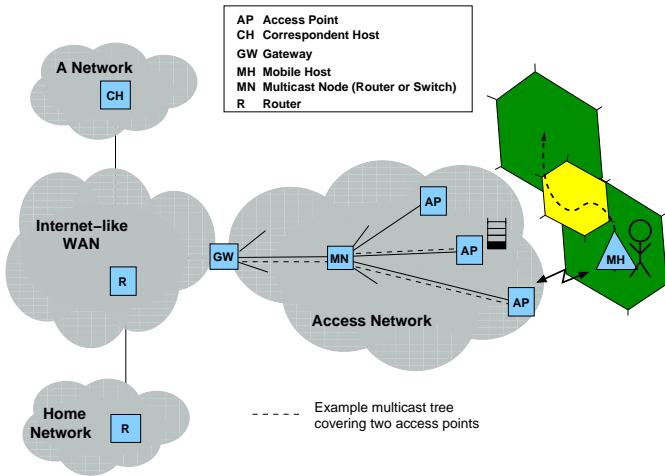 AP Access Point
CH Correspondent Host
GW Gateway
MH Mobile Host
MN Multicast Node (Router or Switch)
R Router
A Network
CH
Internet−like
WAN
R
GW
MN
AP
AP
AP
MH
Access Network
Home
Network
R
Example multicast tree
covering two access points